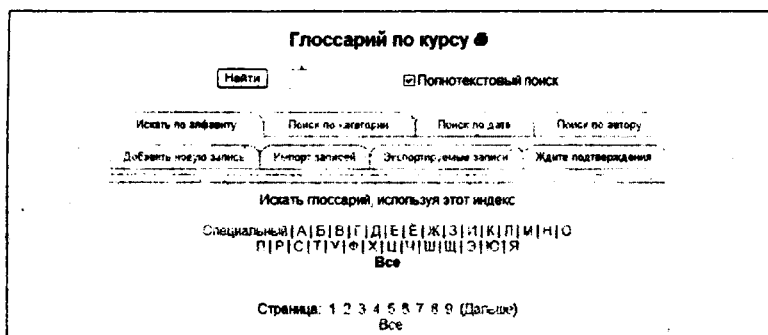 Глоссарий по курсу
Найти Полнотекстовый поиск
Искать по алфавиту Поиск по категории Поиск по дате Поиск по автору
Добавить новую запись Импорт записей Экспортируемые записи Ждите подтверждения
Искать глоссарий, используя этот индекс
Специальный | А | Б | В | Г | Д | Е | Ё | Ж | З | И | К | Л | М | Н | О
П | Р | С | Т | У | Ф | Х | Ц | Ч | Ш | Щ | Э | Ю | Я
Все
Страница: 1 2 3 4 5 6 7 8 9 (Дальше)
Все